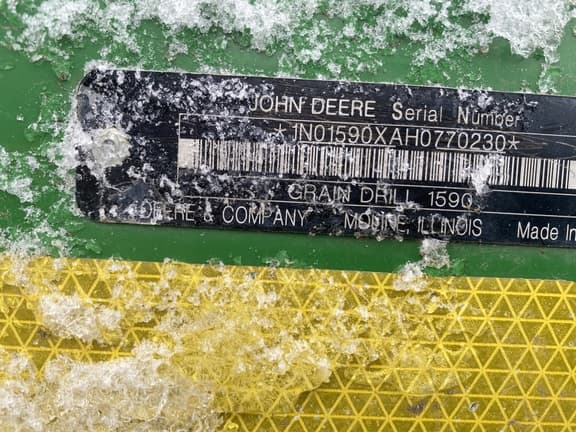 JOHN DEERE Serial Number
*1N01590XAH0770230*
GRAIN DRILL 1590
DEERE & COMPANY MOLINE, ILLINOIS Made In